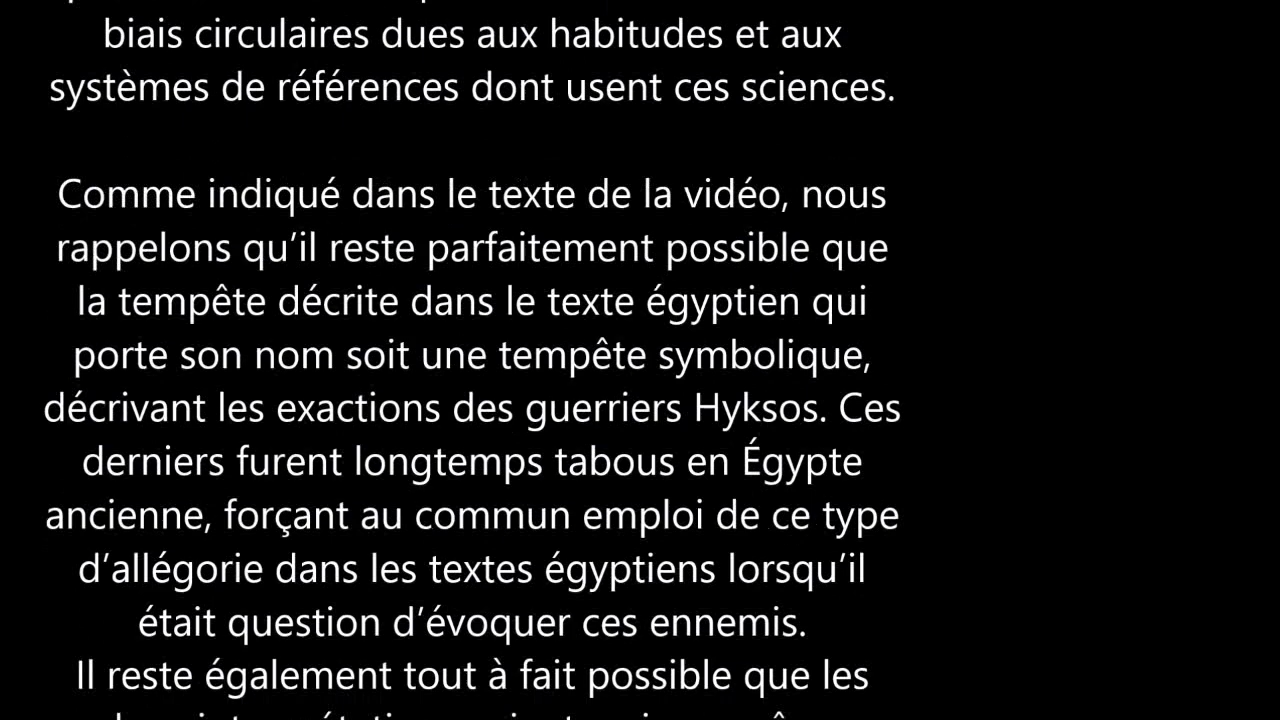 biais circulaires dues aux habitudes et aux
systèmes de références dont usent ces sciences.
Comme indiqué dans le texte de la vidéo, nous
rappelons qu’il reste parfaitement possible que
la tempête décrite dans le texte égyptien qui
porte son nom soit une tempête symbolique,
décrivant les exactions des guerriers Hyksos. Ces
derniers furent longtemps tabous en Égypte
ancienne, forçant au commun emploi de ce type
d’allégorie dans les textes égyptiens lorsqu’il
était question d’évoquer ces ennemis.
Il reste également tout à fait possible que les